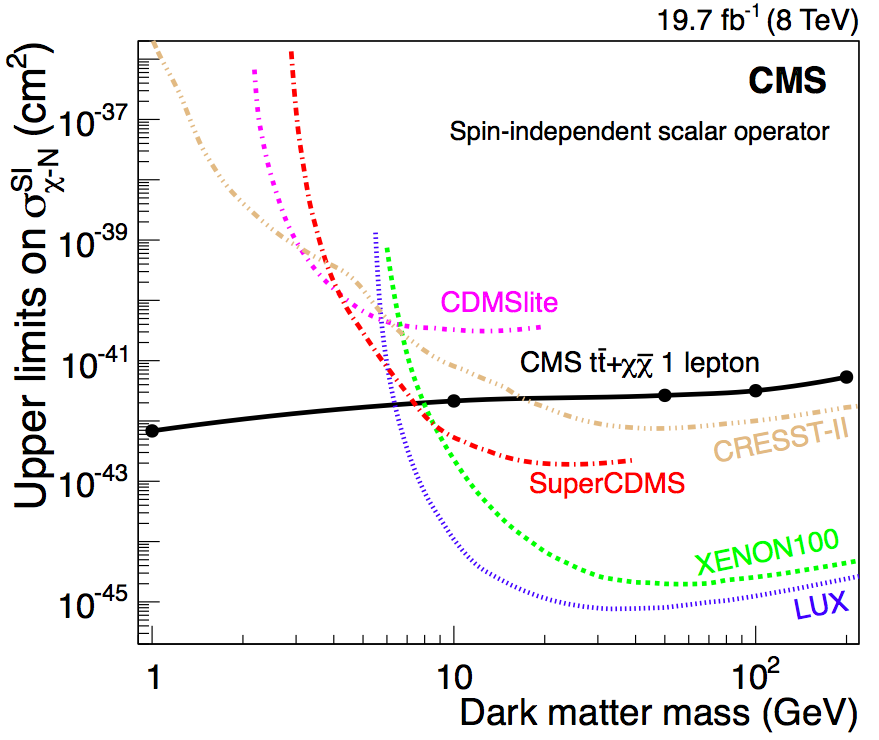 19.7 fb⁻¹ (8 TeV)
CMS
Spin-independent scalar operator
Upper limits on σ^SI_χ-N (cm²)
10⁻³⁷
10⁻³⁹
10⁻⁴¹
10⁻⁴³
10⁻⁴⁵
CDMSlite
CMS tt̄+χχ̄ 1 lepton
CRESST-II
SuperCDMS
XENON100
LUX
1
10
10²
Dark matter mass (GeV)